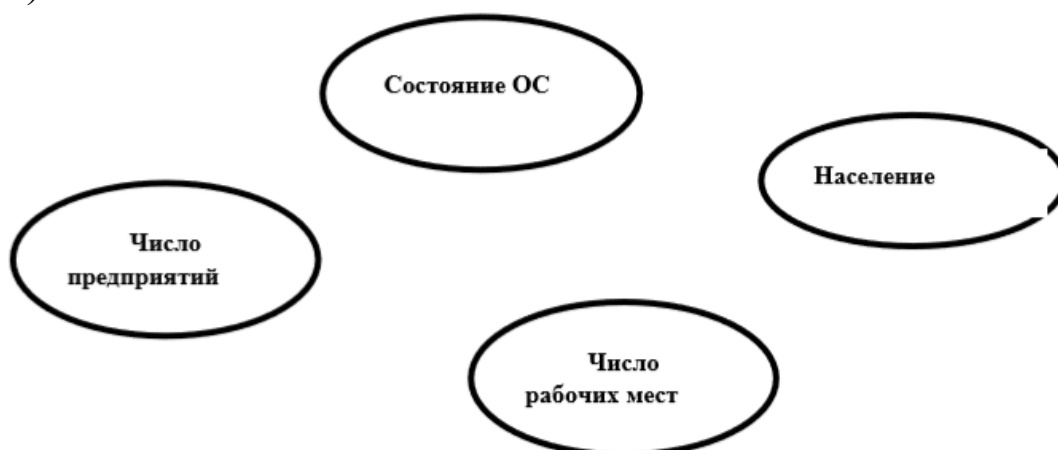 Состояние ОС
Население
Число
предприятий
Число
рабочих мест